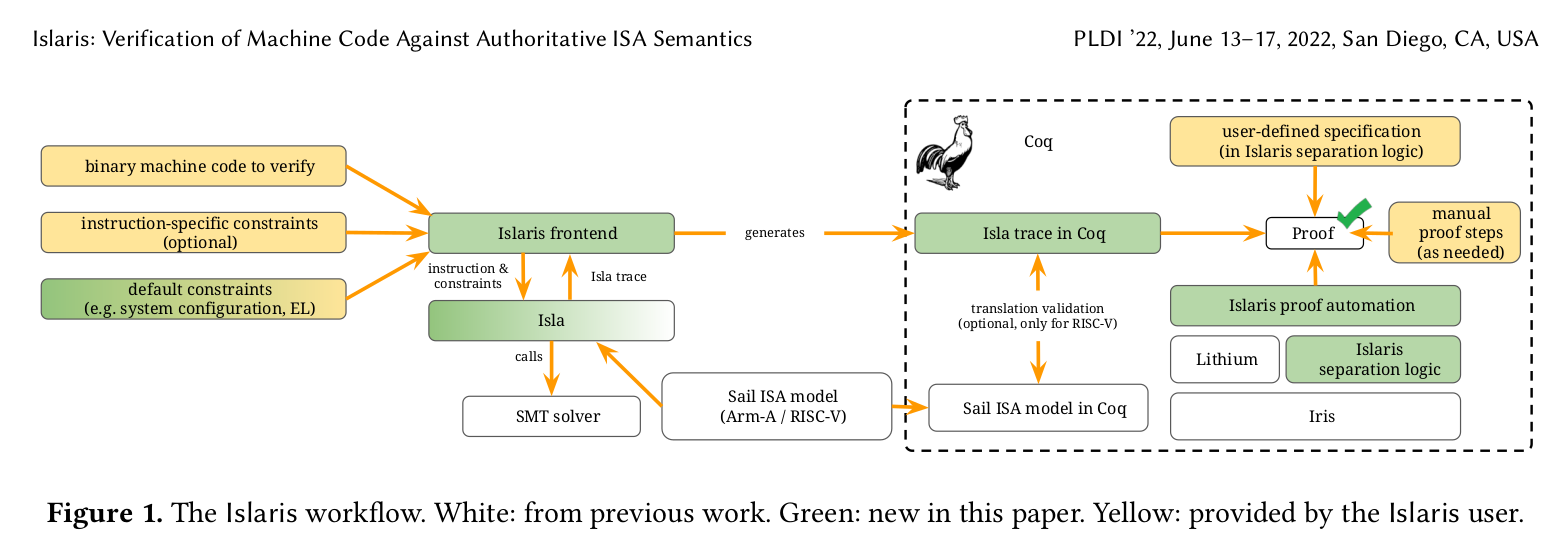 Islaris: Verification of Machine Code Against Authoritative ISA Semantics
PLDI ’22, June 13–17, 2022, San Diego, CA, USA
binary machine code to verify
instruction-specific constraints
(optional)
default constraints
(e.g. system configuration, EL)
Islaris frontend
instruction &
constraints
Isla trace
Isla
calls
SMT solver
Sail ISA model
(Arm-A / RISC-V)
generates
Coq
Isla trace in Coq
translation validation
(optional, only for RISC-V)
Sail ISA model in Coq
user-defined specification
(in Islaris separation logic)
Proof
manual
proof steps
(as needed)
Islaris proof automation
Lithium
Islaris
separation logic
Iris
Figure 1. The Islaris workflow. White: from previous work. Green: new in this paper. Yellow: provided by the Islaris user.